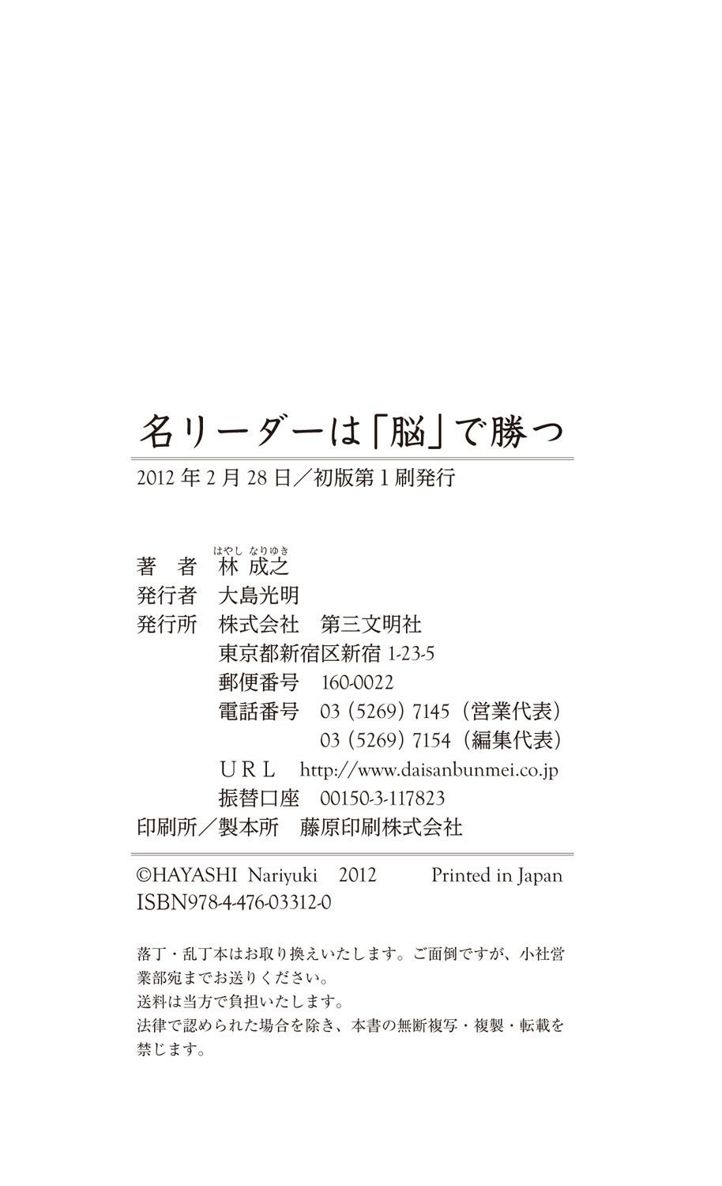 名リーダーは「脳」で勝つ
2012年2月28日／初版第1刷発行
はやし なりゆき
著　者　林 成之
発行者　大島光明
発行所　株式会社　第三文明社
東京都新宿区新宿1-23-5
郵便番号　160-0022
電話番号　03（5269）7145（営業代表）
03（5269）7154（編集代表）
ＵＲＬ　http://www.daisanbunmei.co.jp
振替口座　00150-3-117823
印刷所／製本所　藤原印刷株式会社
©HAYASHI Nariyuki　2012　Printed in Japan
ISBN978-4-476-03312-0
落丁・乱丁本はお取り換えいたします。ご面倒ですが、小社営
業部宛までお送りください。
送料は当方で負担いたします。
法律で認められた場合を除き、本書の無断複写・複製・転載を
禁じます。